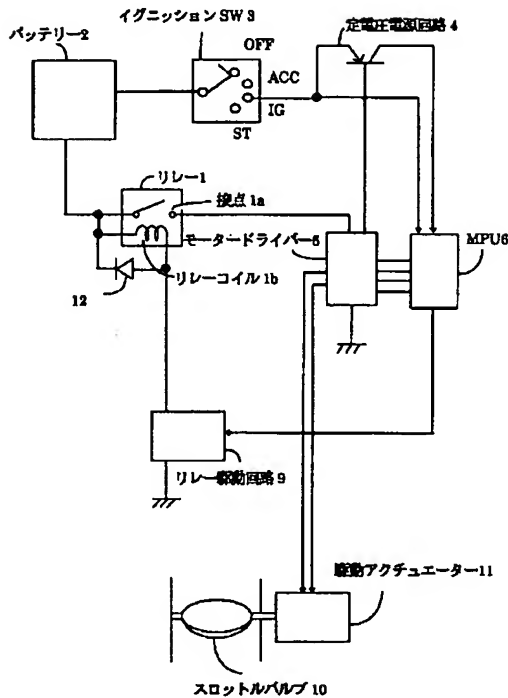 バッテリー2
イグニッションSW 3
OFF
ACC
IG
ST
定電圧電源回路 4
リレー1
接点 1a
モータードライバー5
MPU6
リレーコイル 1b
12
リレー駆動回路 9
駆動アクチュエーター11
スロットルバルブ 10